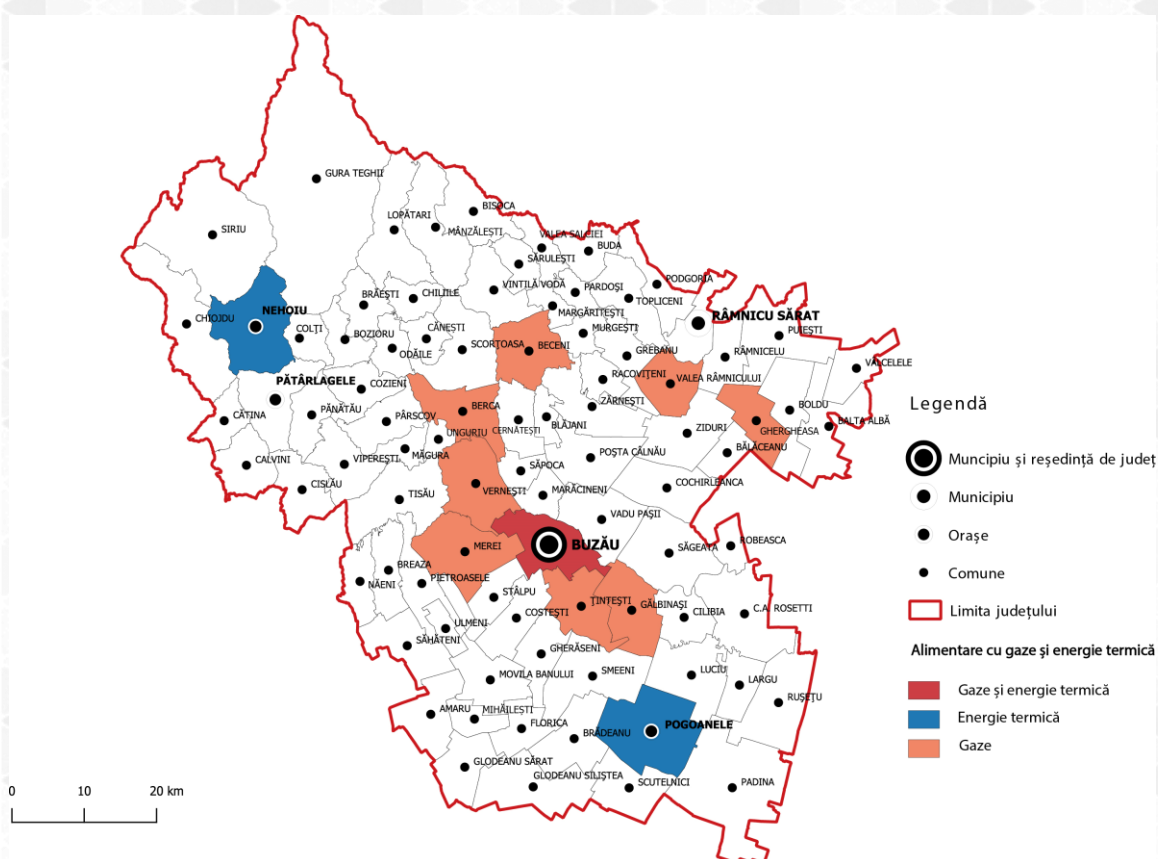 GURA TEGHII
BISOCA
LOPĂTARI
MÂNZĂLEȘTI
SIRIU
VALEA SALCIEI
BUDA
SĂRULEȘTI
PODGORIA
VINTILĂ VODĂ
PARDOȘI
TOPLICENI
BRĂEȘTI
CHILIILE
MĂRGĂRITEȘTI
NEHOIU
RÂMNICU SĂRAT
CHIOJDU
COLȚI
BOZIORU
CĂNEȘTI
MURGEȘTI
PUIEȘTI
ODĂILE
SCORȚOASA
BECENI
GREBANU
RÂMNICELU
VÂLCELELE
PĂTÂRLAGELE
COZIENI
RACOVIȚENI
VALEA RÂMNICULUI
CĂTINA
PĂNĂTĂU
PÂRSCOV
BERCA
CERNĂTEȘTI
BLĂJANI
ZĂRNEȘTI
BOLDU
GHERGHEASA
BALTA ALBĂ
UNGURIU
ZIDURI
BĂLĂCEANU
MĂGURA
CALVINI
VIPEREȘTI
SĂPOCA
POȘTA CÂLNĂU
CISLĂU
TISĂU
VERNEȘTI
MARĂCINENI
COCHIRLEANCA
VADU PAȘII
BUZĂU
MEREI
SĂGEATA
ROBEASCA
BREAZA
NĂENI
PIETROASELE
STÂLPU
COSTEȘTI
ȚINTEȘTI
GĂLBINAȘI
CILIBIA
C.A. ROSETTI
ULMENI
SĂHĂTENI
GHERĂSENI
MOVILA BANULUI
SMEENI
LUCIU
LARGU
RUȘEȚU
AMARU
MIHĂILEȘTI
FLORICA
BRĂDEANU
POGOANELE
GLODEANU SĂRAT
GLODEANU SILIȘTEA
SCUTELNICI
PADINA
0 10 20 km
Legendă
Muncipiu și reședință de județ
Municipiu
Orașe
Comune
Limita județului
Alimentare cu gaze și energie termică
Gaze și energie termică
Energie termică
Gaze